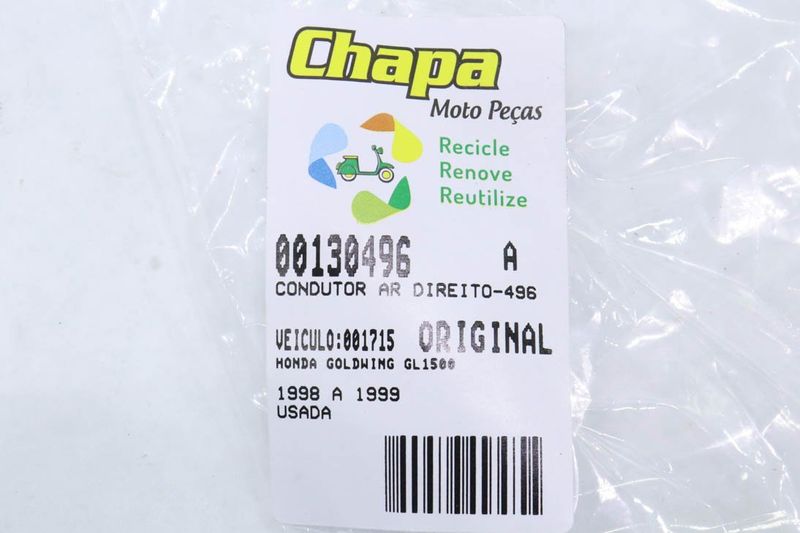 Chapa
Moto Peças
Recicle
Renove
Reutilize
00130496 A
CONDUTOR AR DIREITO-496
VEICULO:001715 ORIGINAL
HONDA GOLDWING GL1500
1998 A 1999
USADA